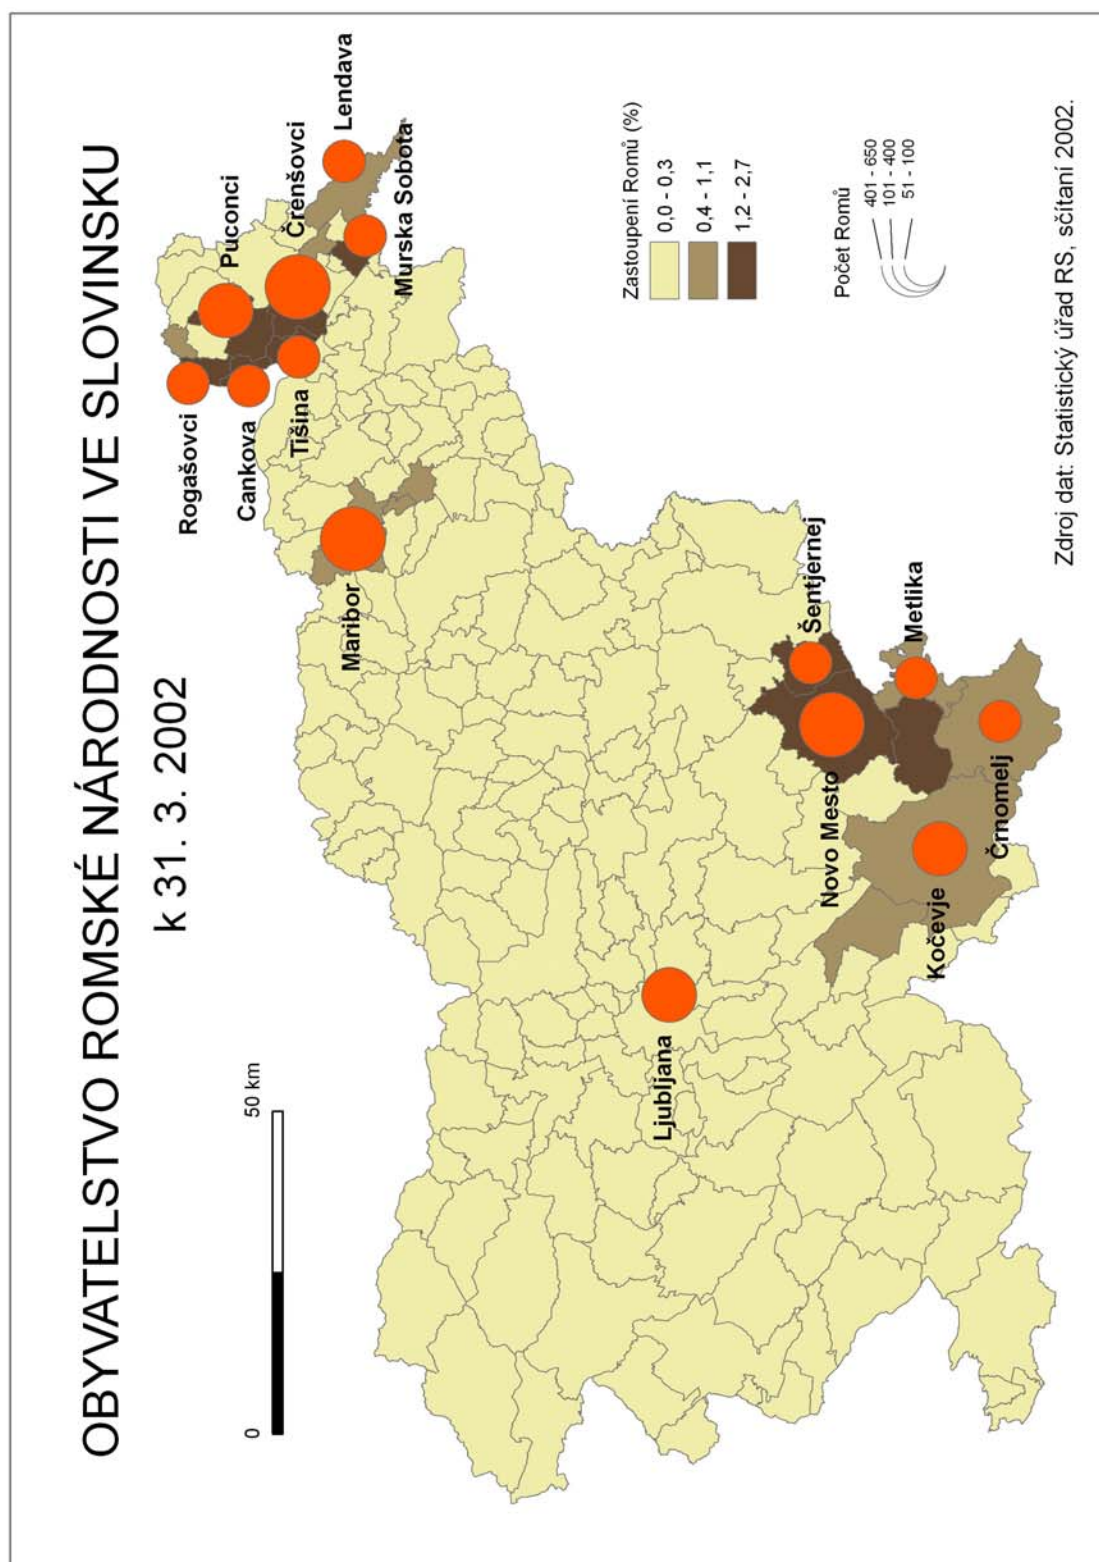 OBYVATELSTVO ROMSKÉ NÁRODNOSTI VE SLOVINSKU
k 31. 3. 2002
0
50 km
Rogašovci
Puconci
Cankova
Črenšovci
Tišina
Lendava
Murska Sobota
Maribor
Ljubljana
Novo Mesto
Šentjernej
Metlika
Kočevje
Črnomelj
Zastoupení Romů (%)
0,0 - 0,3
0,4 - 1,1
1,2 - 2,7
Počet Romů
401 - 650
101 - 400
51 - 100
Zdroj dat: Statistický úřad RS, sčítaní 2002.